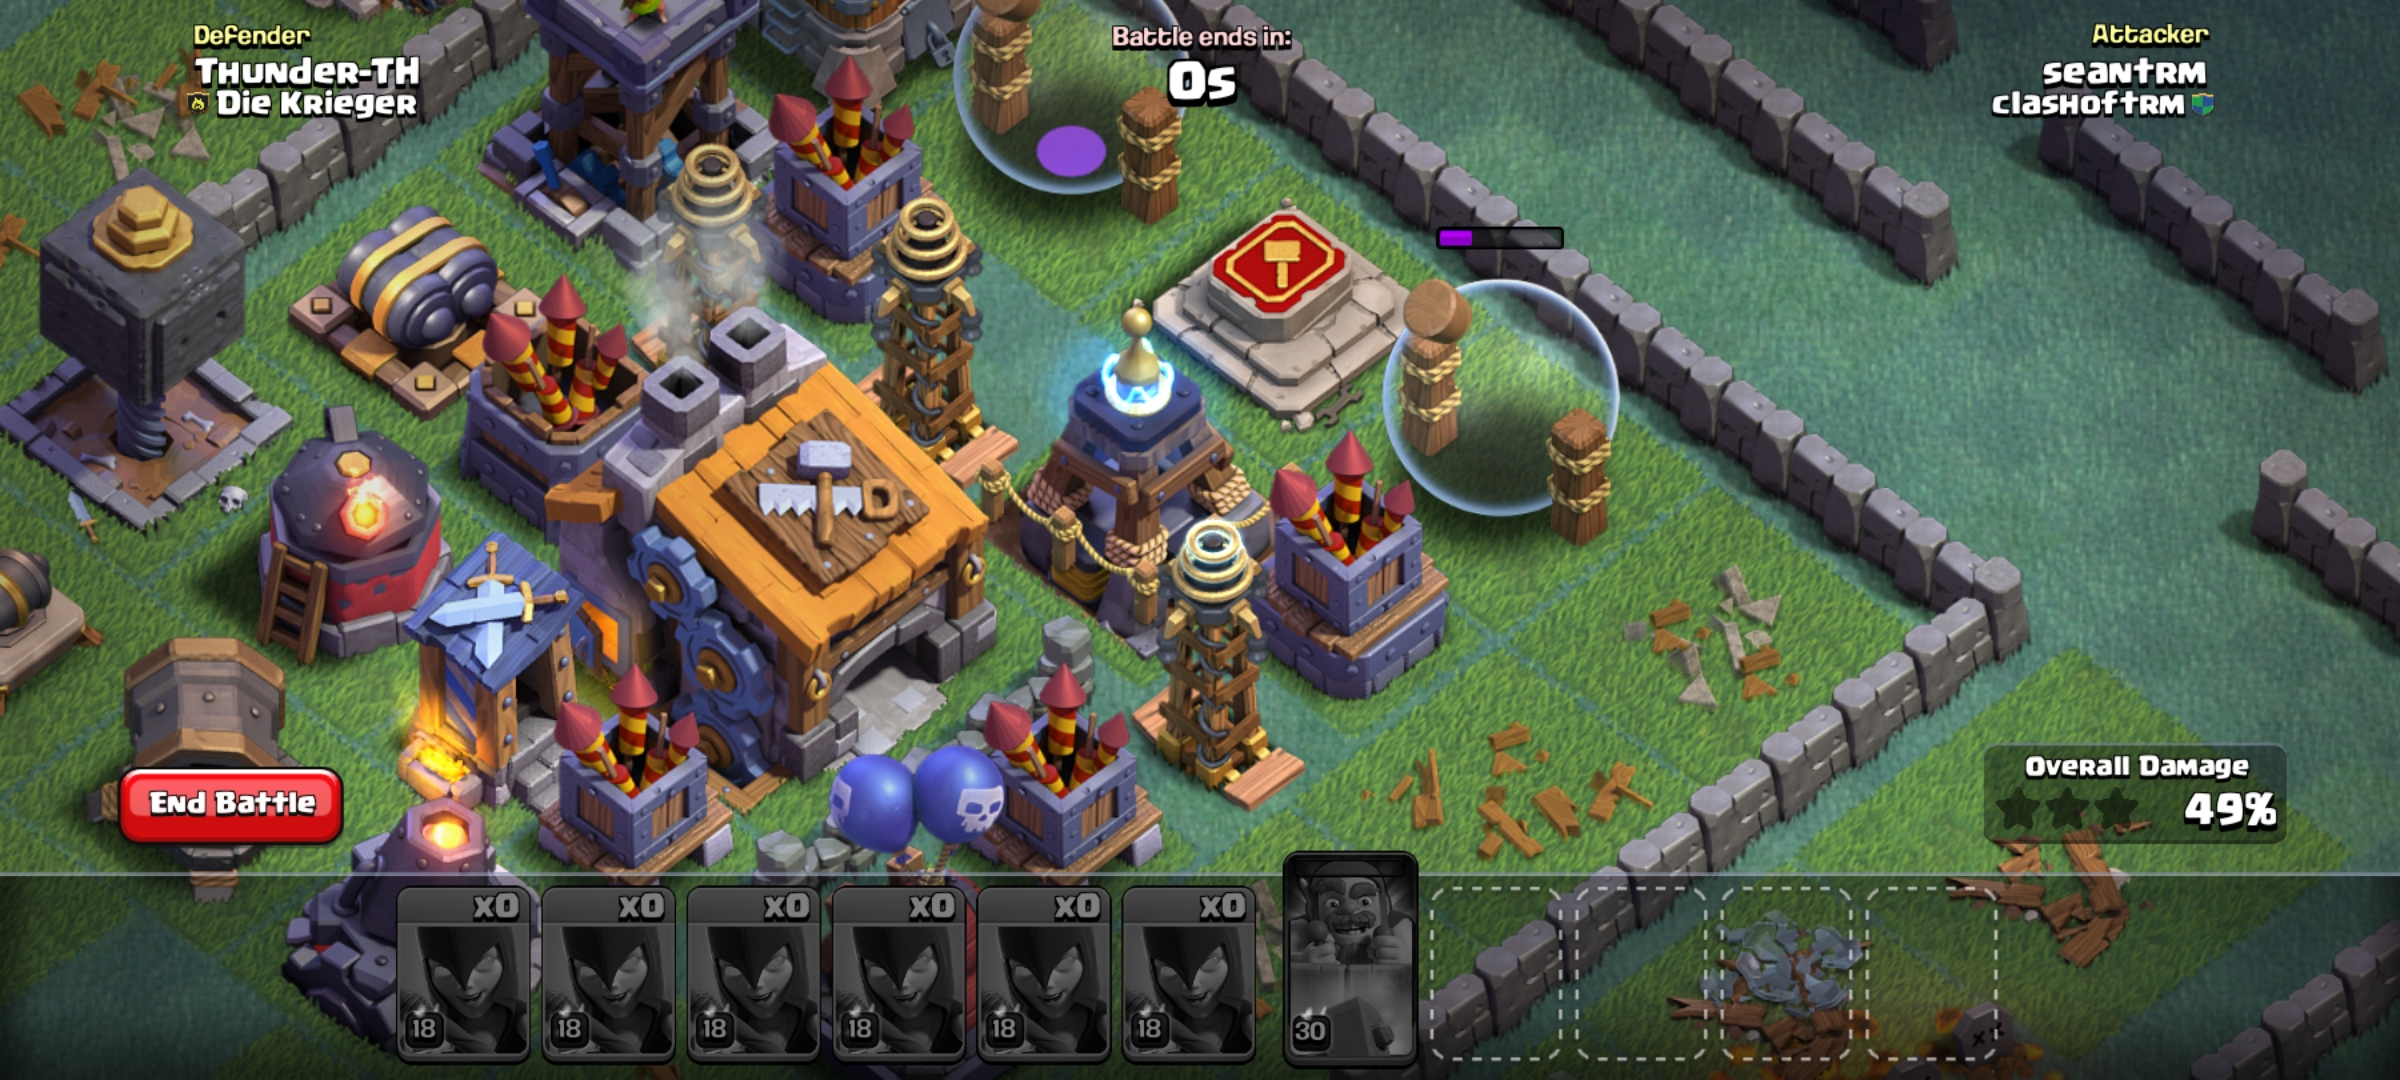 Defender
Thunder-TH
Die Krieger
Battle ends in:
0s
Attacker
seantRM
clashoftRM
End Battle
Overall Damage
49%
x0
x0
x0
x0
x0
x0
18
18
18
18
18
18
30